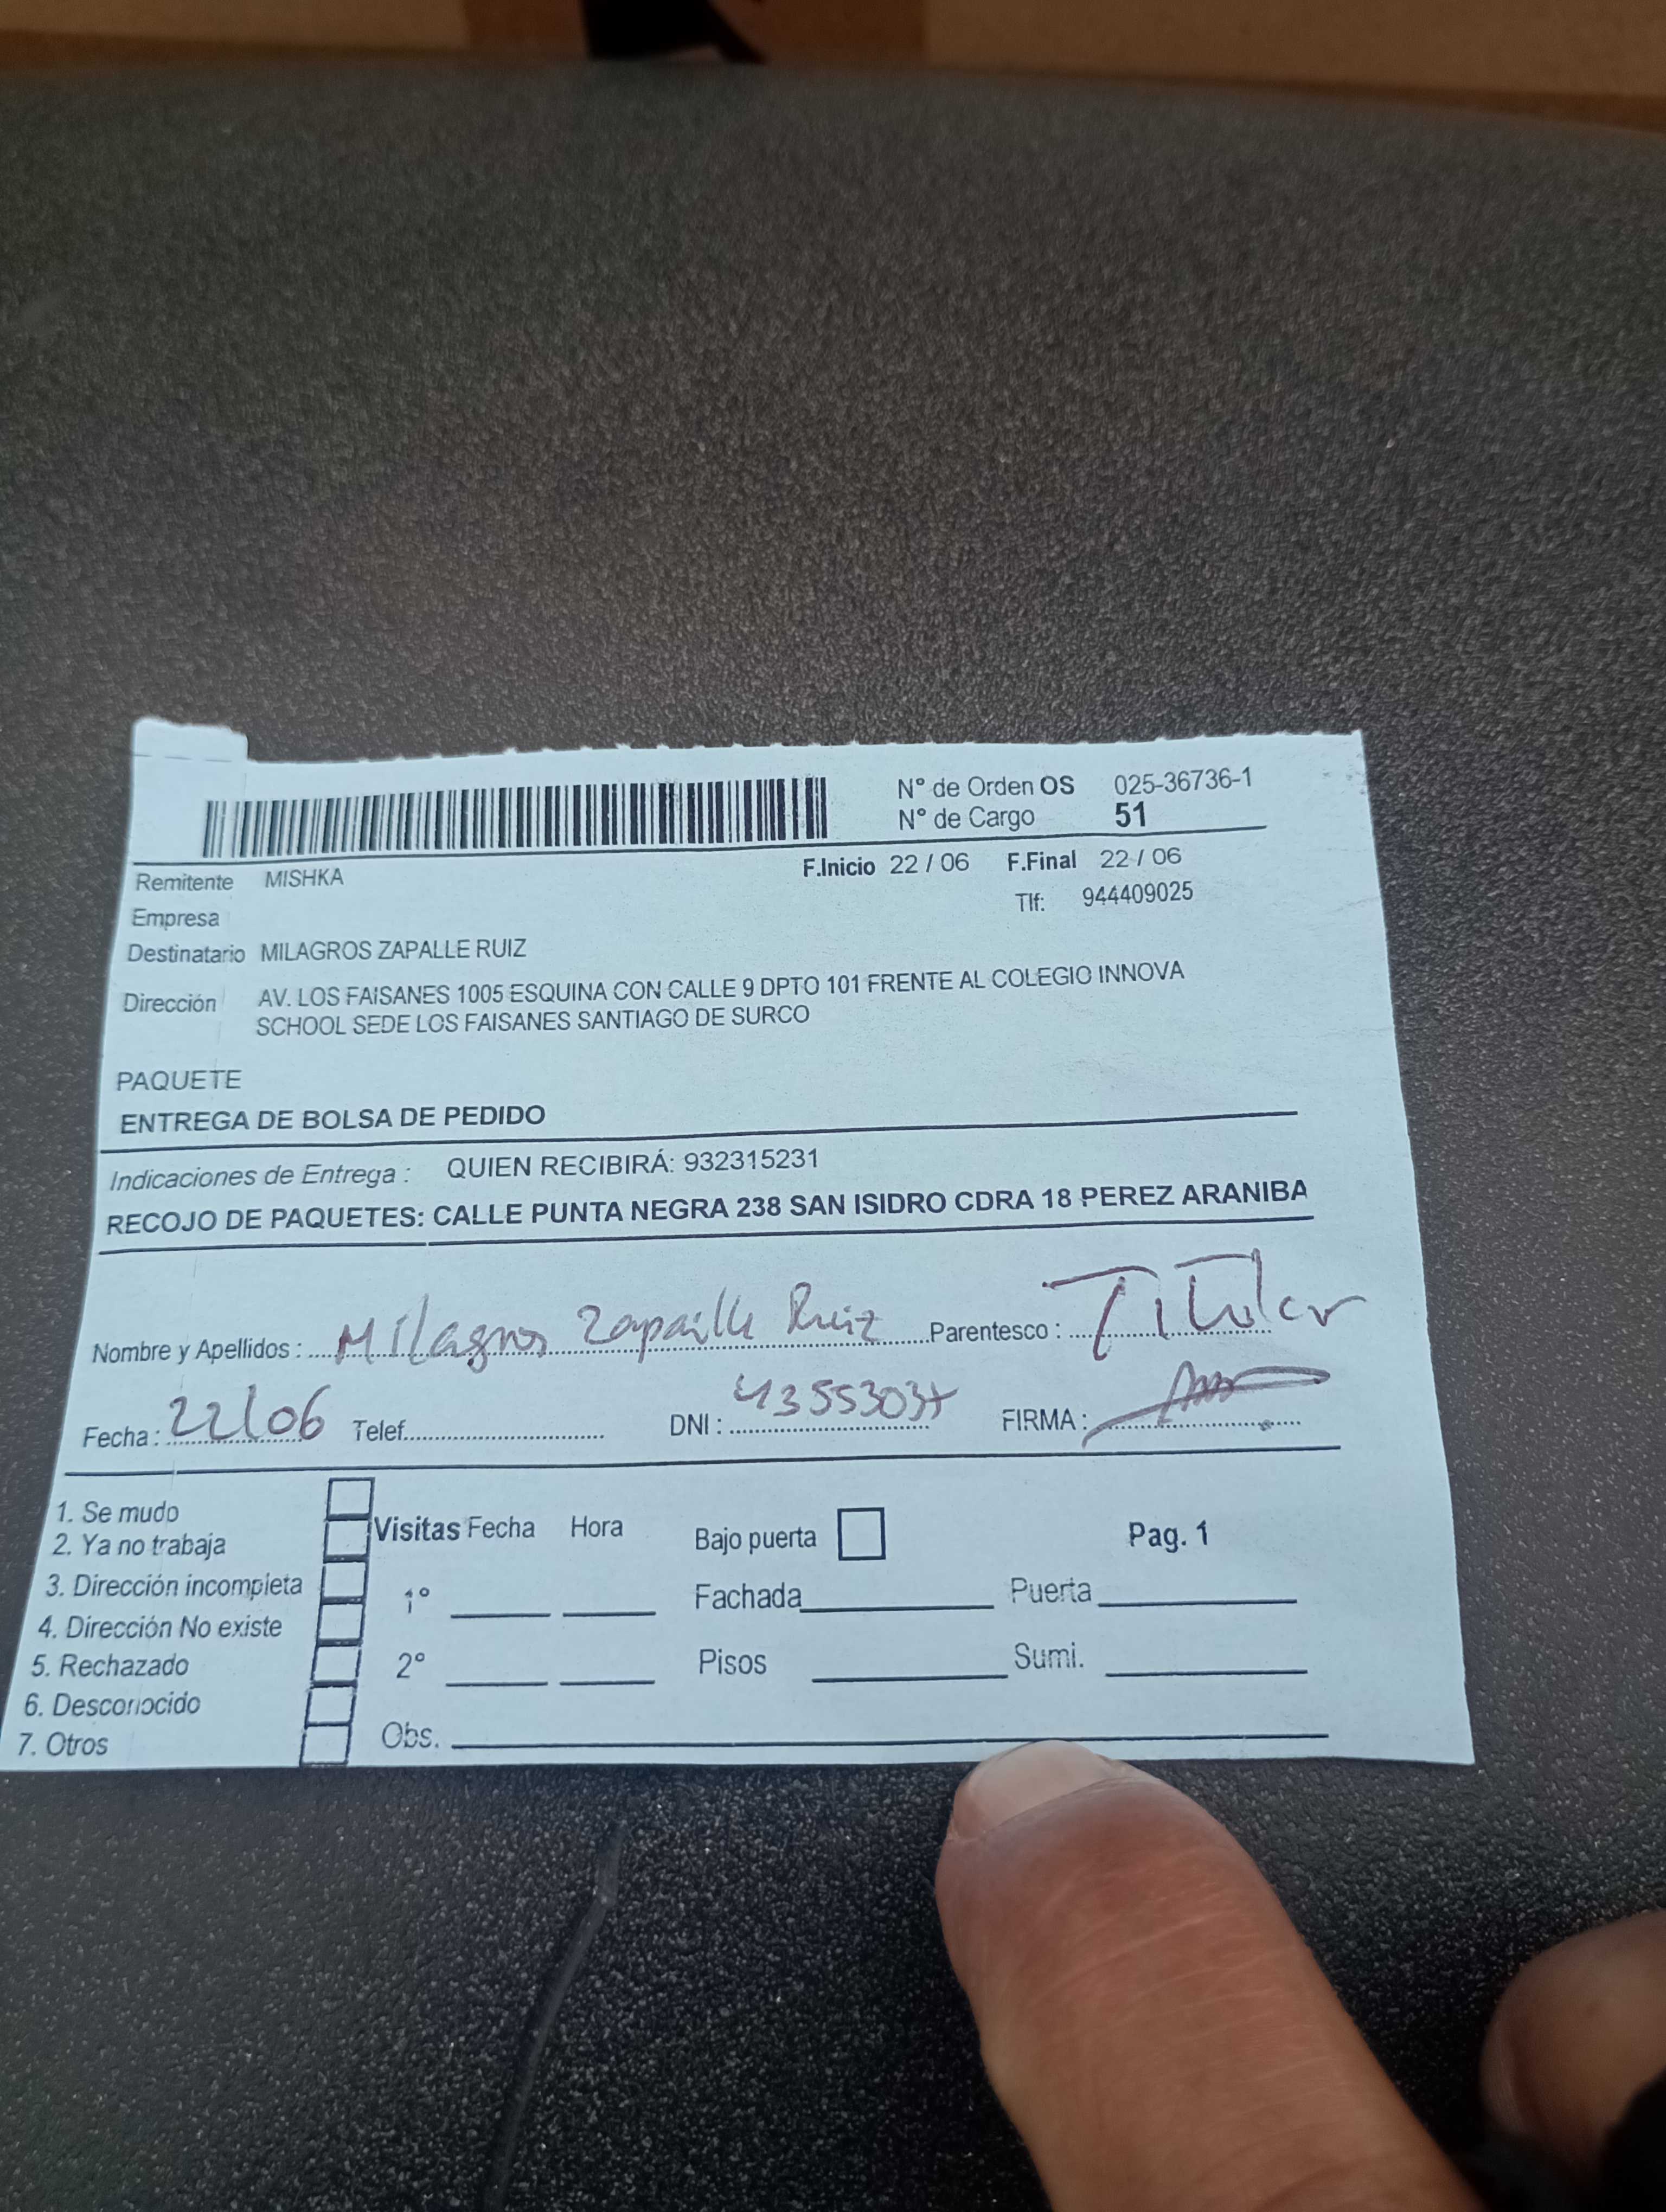 N° de Orden OS 025-36736-1
N° de Cargo 51
Remitente MISHKA F.Inicio 22 / 06 F.Final 22 / 06
Empresa Tlf: 944409025
Destinatario MILAGROS ZAPALLE RUIZ
Dirección AV. LOS FAISANES 1005 ESQUINA CON CALLE 9 DPTO 101 FRENTE AL COLEGIO INNOVA
SCHOOL SEDE LOS FAISANES SANTIAGO DE SURCO
PAQUETE
ENTREGA DE BOLSA DE PEDIDO
Indicaciones de Entrega : QUIEN RECIBIRÁ: 932315231
RECOJO DE PAQUETES: CALLE PUNTA NEGRA 238 SAN ISIDRO CDRA 18 PEREZ ARANIBA
Nombre y Apellidos : Milagros Zapaille Ruiz Parentesco : Titular
Fecha : 22/06 Telef. DNI : 43553037 FIRMA :
1. Se mudo
2. Ya no trabaja Visitas Fecha Hora Bajo puerta Pag. 1
3. Dirección incompleta 1° Fachada Puerta
4. Dirección No existe
5. Rechazado 2° Pisos Sumi.
6. Desconocido
7. Otros Obs.